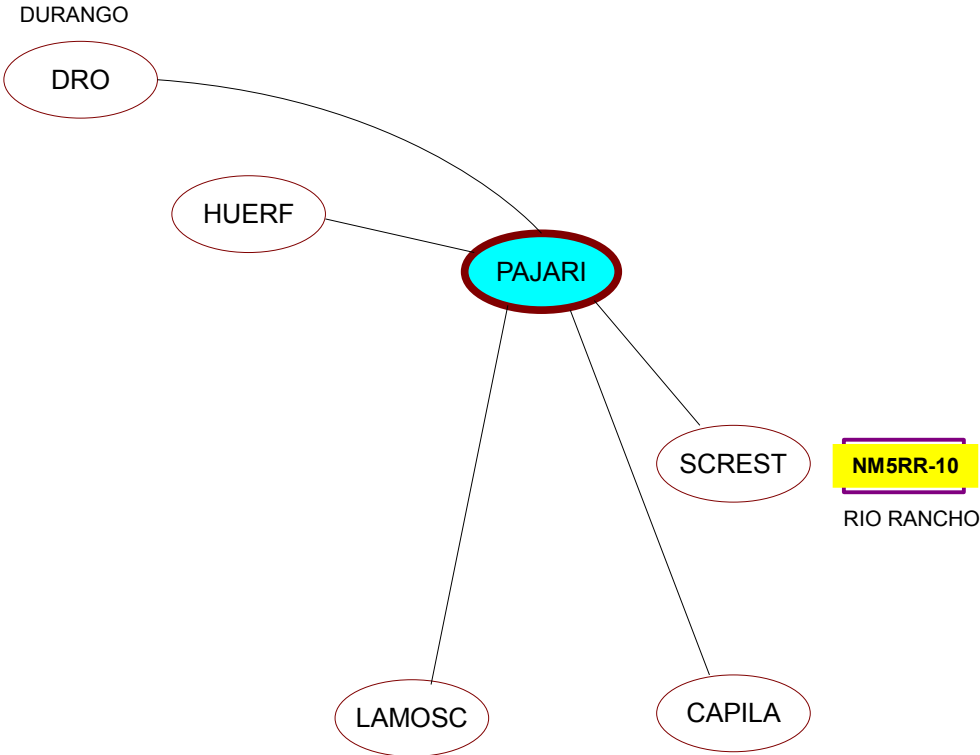 DURANGO
DRO
HUERF
PAJARI
SCREST
NM5RR-10
RIO RANCHO
LAMOSC
CAPILA